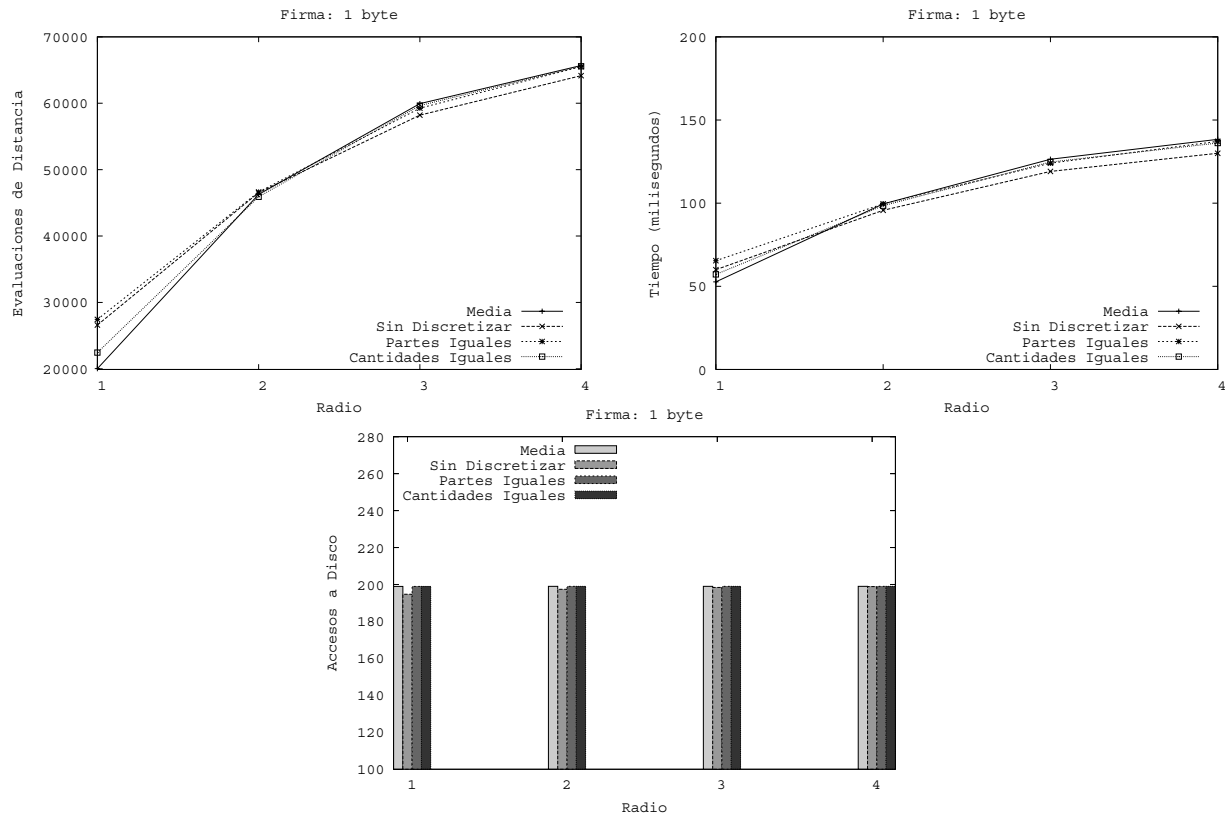 Firma: 1 byte
70000
60000
50000
40000
30000
20000
Evaluaciones de Distancia
Media
Sin Discretizar
Partes Iguales
Cantidades Iguales
1 2 3 4
Radio
Firma: 1 byte
200
150
100
50
0
Tiempo (milisegundos)
Media
Sin Discretizar
Partes Iguales
Cantidades Iguales
1 2 3 4
Radio
Firma: 1 byte
280
260
240
220
200
180
160
140
120
100
Accesos a Disco
Media
Sin Discretizar
Partes Iguales
Cantidades Iguales
1 2 3 4
Radio